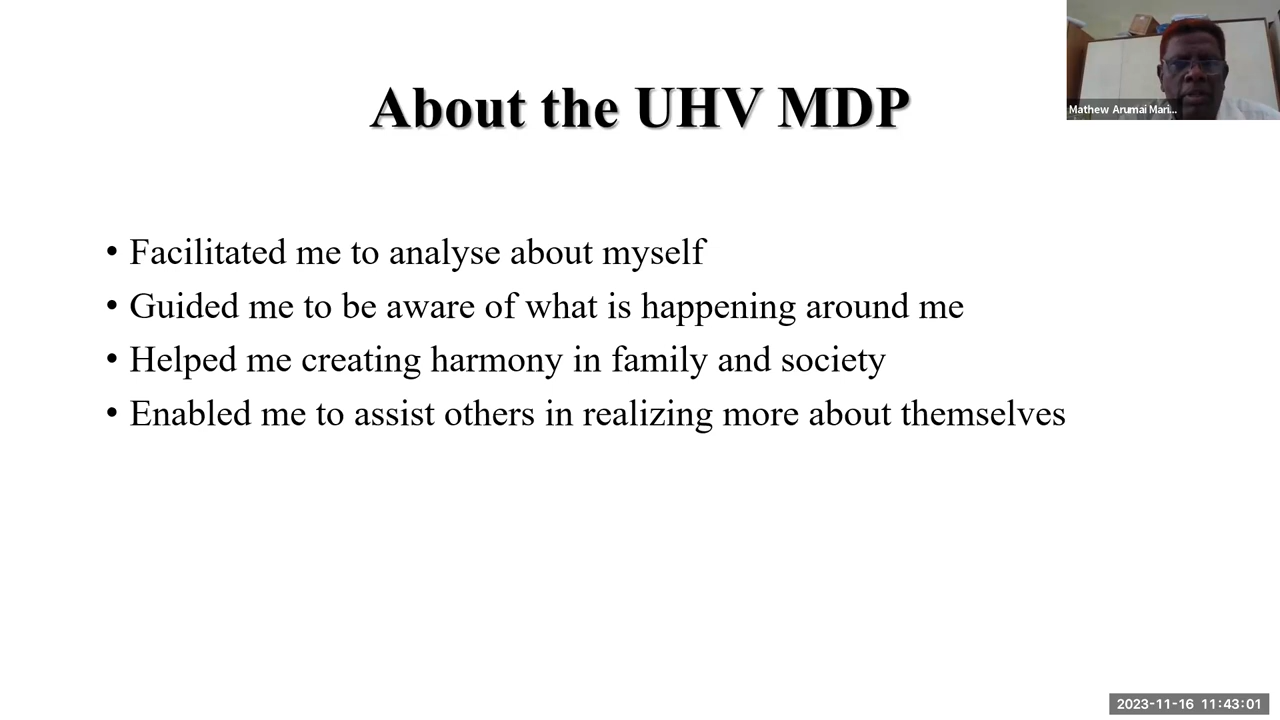 Mathew Arumai Mari...
About the UHV MDP
• Facilitated me to analyse about myself
• Guided me to be aware of what is happening around me
• Helped me creating harmony in family and society
• Enabled me to assist others in realizing more about themselves
2023-11-16 11:43:01